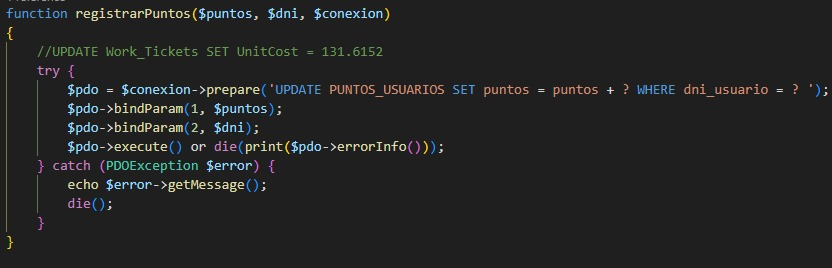 function registrarPuntos($puntos, $dni, $conexion)
{
//UPDATE Work_Tickets SET UnitCost = 131.6152
try {
$pdo = $conexion->prepare('UPDATE PUNTOS_USUARIOS SET puntos = puntos + ? WHERE dni_usuario = ? ');
$pdo->bindParam(1, $puntos);
$pdo->bindParam(2, $dni);
$pdo->execute() or die(print($pdo->errorInfo()));
} catch (PDOException $error) {
echo $error->getMessage();
die();
}
}